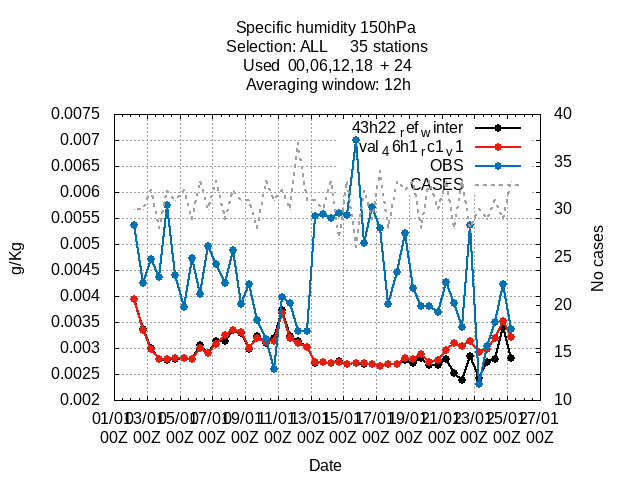 Specific humidity 150hPa
Selection: ALL     35 stations
Used  00,06,12,18  + 24
Averaging window: 12h
0.0075
0.007
0.0065
0.006
0.0055
0.005
0.0045
0.004
0.0035
0.003
0.0025
0.002
g/Kg
40
35
30
25
20
15
10
No cases
43h22_ref_winter
val_46h1_rc1_v1
OBS
CASES
01/01 03/01 05/01 07/01 09/01 11/01 13/01 15/01 17/01 19/01 21/01 23/01 25/01 27/01
00Z 00Z 00Z 00Z 00Z 00Z 00Z 00Z 00Z 00Z 00Z 00Z 00Z 00Z
Date